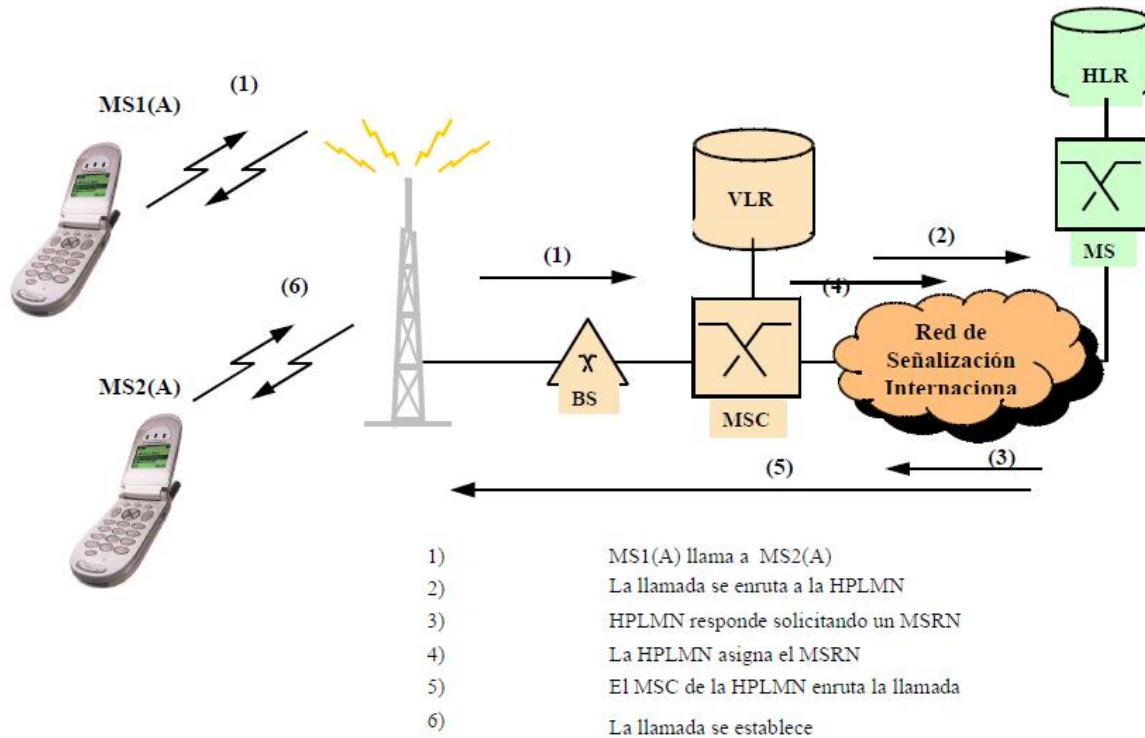 (1)
MS1(A)
HLR
VLR
MS
(2)
(1)
(4)
(6)
Red de
Señalización
Internaciona
MS2(A)
BS
MSC
(5)
(3)
1) MS1(A) llama a MS2(A)
2) La llamada se enruta a la HPLMN
3) HPLMN responde solicitando un MSRN
4) La HPLMN asigna el MSRN
5) El MSC de la HPLMN enruta la llamada
6) La llamada se establece